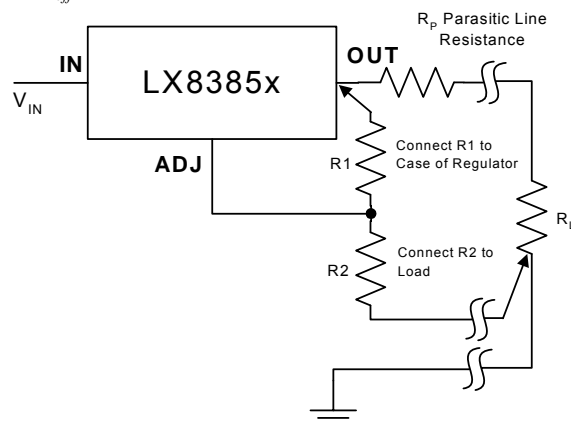 R_P Parasitic Line
Resistance
OUT
IN
LX8385x
V_IN
Connect R1 to
Case of Regulator
R1
ADJ
R_L
Connect R2 to
Load
R2